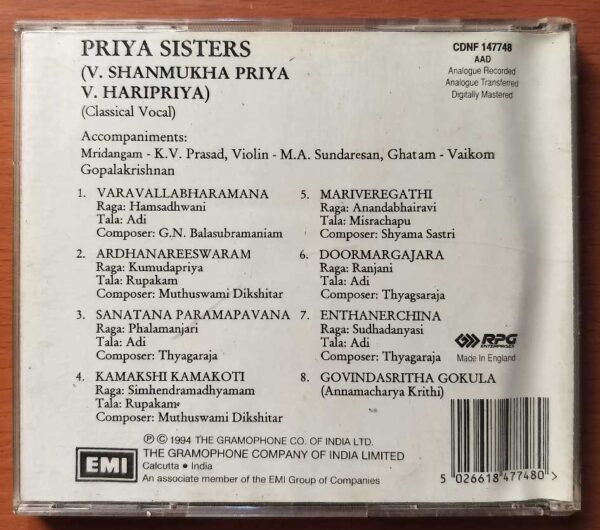 PRIYA SISTERS
(V. SHANMUKHA PRIYA
V. HARIPRIYA)
(Classical Vocal)
CDNF 147748
AAD
Analogue Recorded
Analogue Transferred
Digitally Mastered
Accompaniments:
Mridangam - K.V. Prasad, Violin - M.A. Sundaresan, Ghatam - Vaikom
Gopalakrishnan
1. VARAVALLABHARAMANA
Raga: Hamsadhwani
Tala: Adi
Composer: G.N. Balasubramaniam
2. ARDHANAREESWARAM
Raga: Kumudapriya
Tala: Rupakam
Composer: Muthuswami Dikshitar
3. SANATANA PARAMAPAVANA
Raga: Phalamanjari
Tala: Adi
Composer: Thyagaraja
4. KAMAKSHI KAMAKOTI
Raga: Simhendramadhyamam
Tala: Rupakam
Composer: Muthuswami Dikshitar
5. MARIVEREGATHI
Raga: Anandabhairavi
Tala: Misrachapu
Composer: Shyama Sastri
6. DOORMARGAJARA
Raga: Ranjani
Tala: Adi
Composer: Thyagsaraja
7. ENTHANERCHINA
Raga: Sudhadanyasi
Tala: Adi
Composer: Thyagaraja
8. GOVINDASRITHA GOKULA
(Annamacharya Krithi)
RPG
ENTERPRISES
Made in England
EMI
Ⓟ © 1994 THE GRAMOPHONE CO. OF INDIA LTD.
THE GRAMOPHONE COMPANY OF INDIA LIMITED
Calcutta • India
An associate member of the EMI Group of Companies
5 026618 477480 >